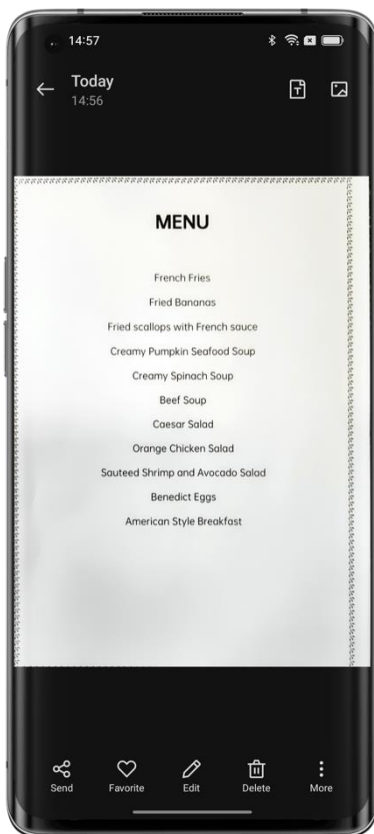 14:57
Today
14:56
MENU
French Fries
Fried Bananas
Fried scallops with French sauce
Creamy Pumpkin Seafood Soup
Creamy Spinach Soup
Beef Soup
Caesar Salad
Orange Chicken Salad
Sauteed Shrimp and Avocado Salad
Benedict Eggs
American Style Breakfast
Send
Favorite
Edit
Delete
More